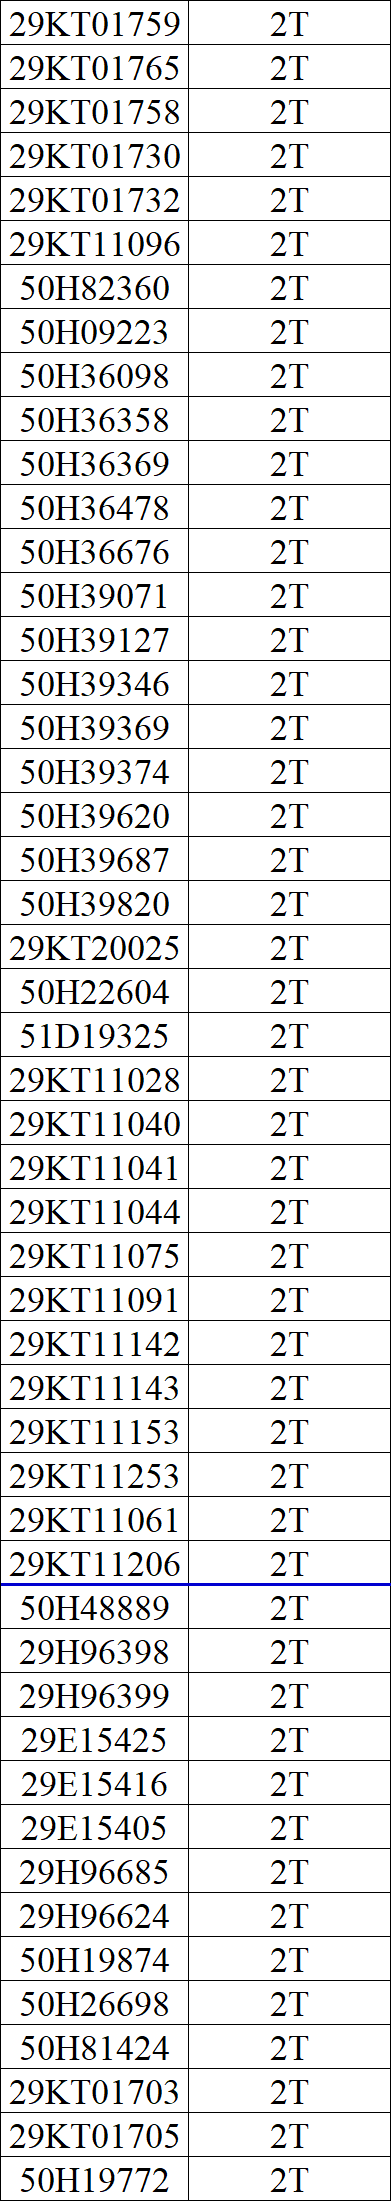 29KT01759 2T
29KT01765 2T
29KT01758 2T
29KT01730 2T
29KT01732 2T
29KT11096 2T
50H82360 2T
50H09223 2T
50H36098 2T
50H36358 2T
50H36369 2T
50H36478 2T
50H36676 2T
50H39071 2T
50H39127 2T
50H39346 2T
50H39369 2T
50H39374 2T
50H39620 2T
50H39687 2T
50H39820 2T
29KT20025 2T
50H22604 2T
51D19325 2T
29KT11028 2T
29KT11040 2T
29KT11041 2T
29KT11044 2T
29KT11075 2T
29KT11091 2T
29KT11142 2T
29KT11143 2T
29KT11153 2T
29KT11253 2T
29KT11061 2T
29KT11206 2T
50H48889 2T
29H96398 2T
29H96399 2T
29E15425 2T
29E15416 2T
29E15405 2T
29H96685 2T
29H96624 2T
50H19874 2T
50H26698 2T
50H81424 2T
29KT01703 2T
29KT01705 2T
50H19772 2T